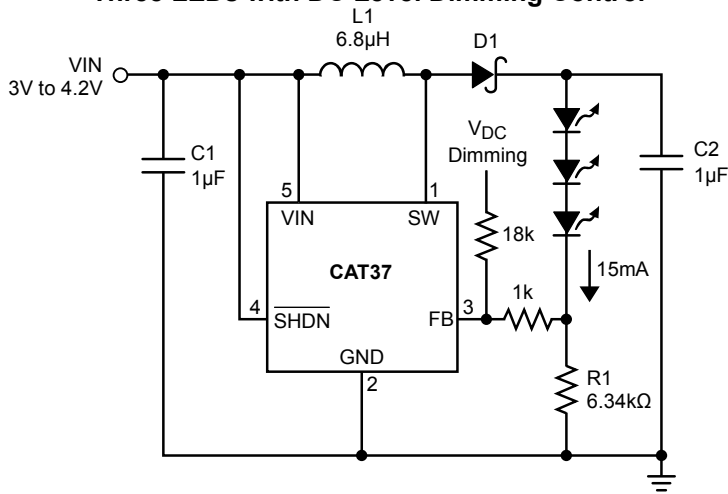 Three LEDs with DC Level Dimming Control
L1
6.8µH
D1
VIN
3V to 4.2V
C1
1µF
VDC
Dimming
C2
1µF
5
1
VIN
SW
18k
CAT37
15mA
4
SHDN
FB
3
1k
GND
2
R1
6.34kΩ